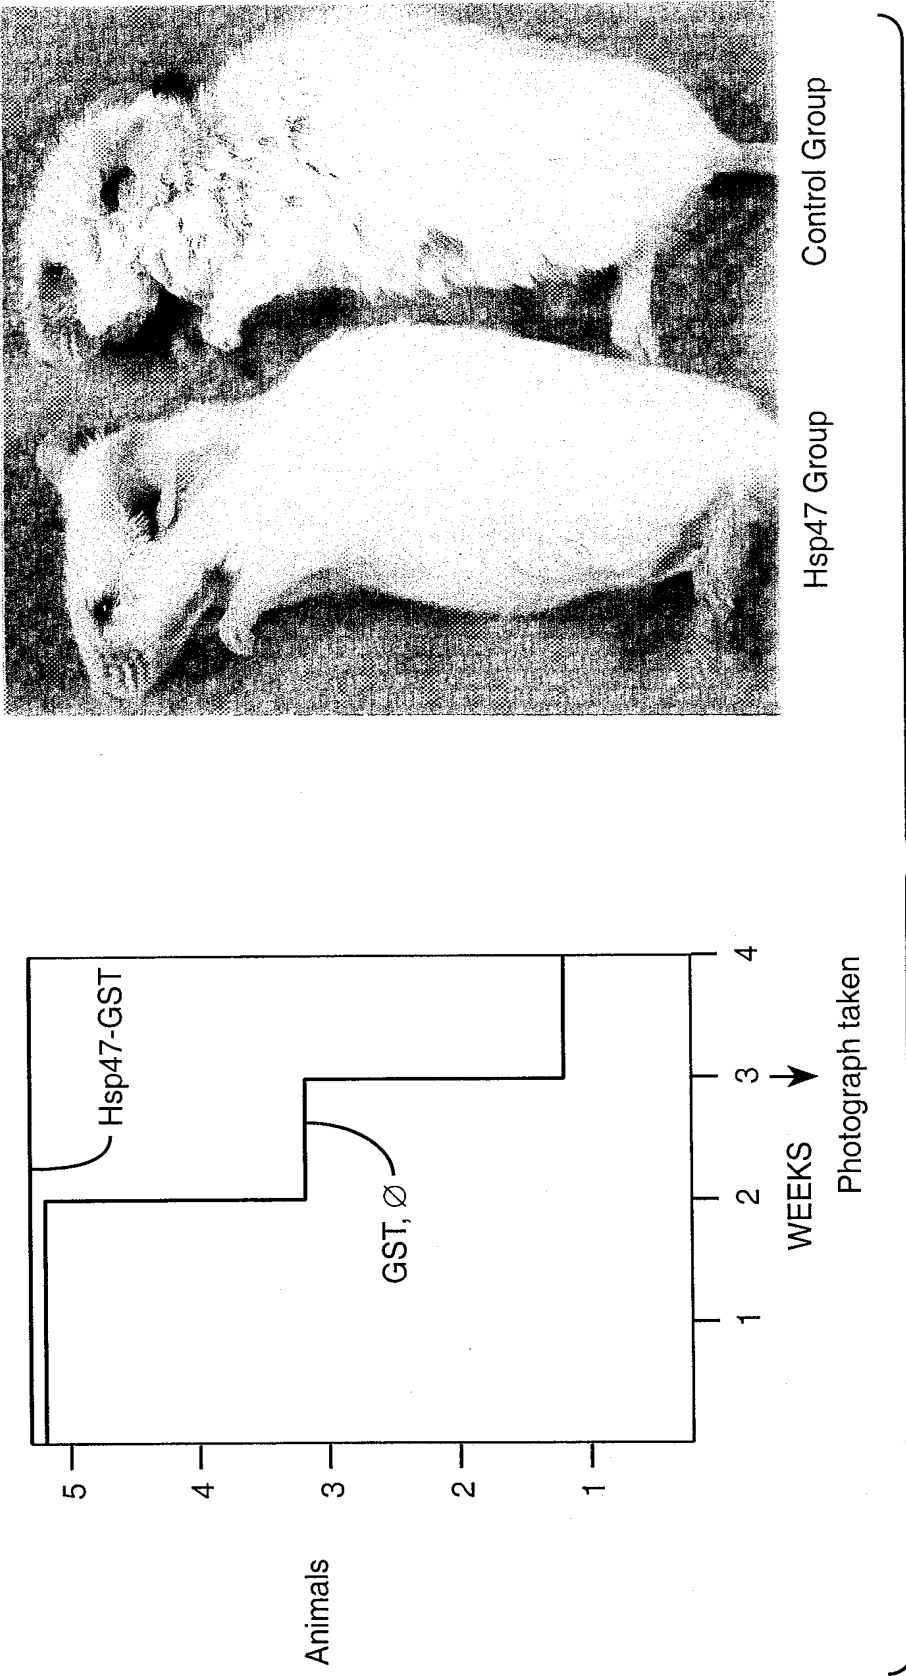 Animals
5
4
3
2
1
Hsp47-GST
GST, Ø
1
2
3
4
WEEKS
Photograph taken
Hsp47 Group
Control Group